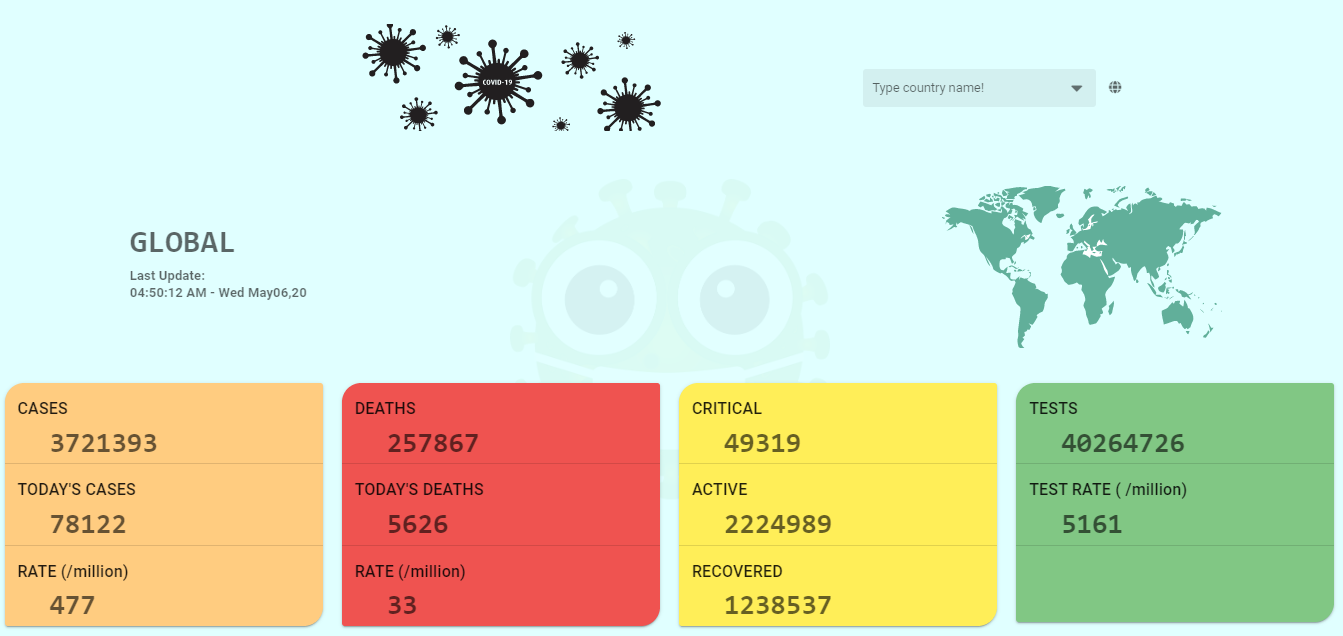 COVID-19
Type country name!
GLOBAL
Last Update:
04:50:12 AM - Wed May06,20
CASES
3721393
TODAY'S CASES
78122
RATE (/million)
477
DEATHS
257867
TODAY'S DEATHS
5626
RATE (/million)
33
CRITICAL
49319
ACTIVE
2224989
RECOVERED
1238537
TESTS
40264726
TEST RATE ( /million)
5161